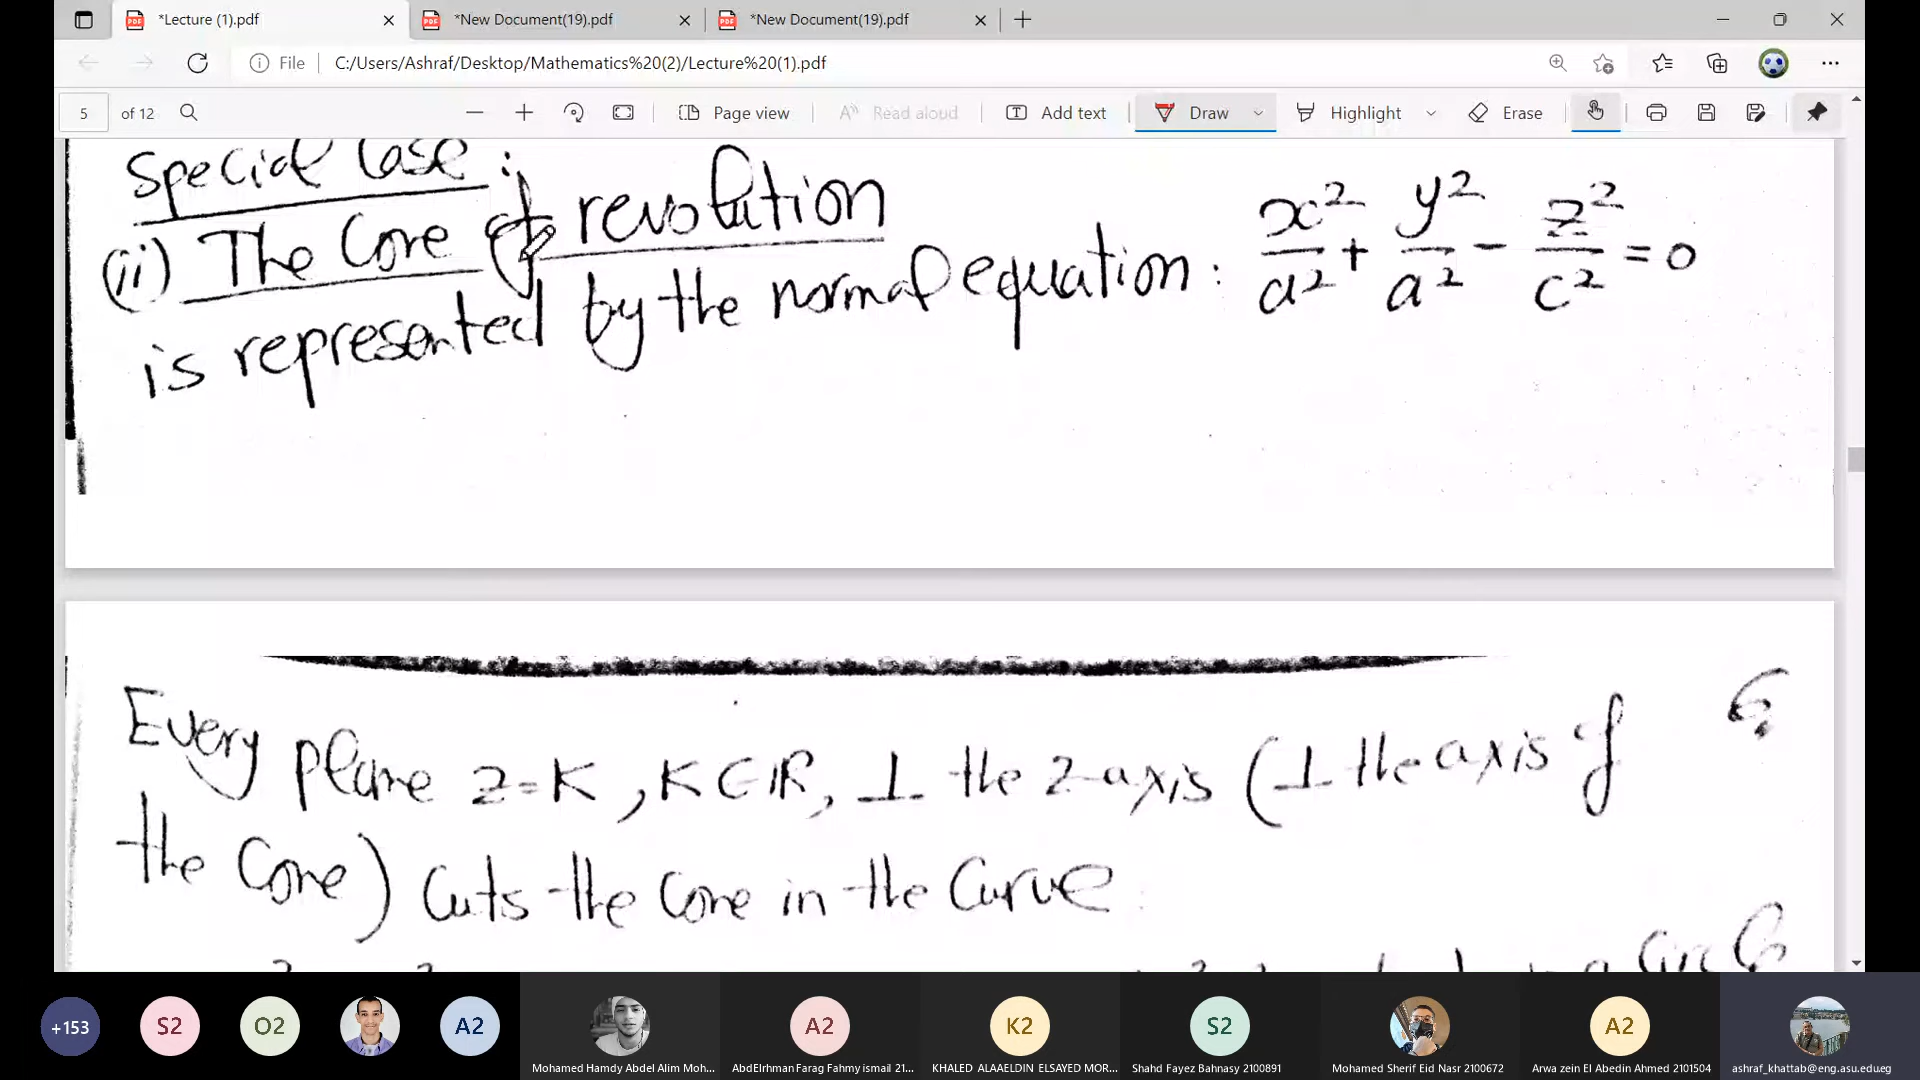 *Lecture (1).pdf
*New Document(19).pdf
*New Document(19).pdf
File
C:/Users/Ashraf/Desktop/Mathematics%20(2)/Lecture%20(1).pdf
5 of 12
Page view
Read aloud
Add text
Draw
Highlight
Erase
Special Case:
(ii) The Cone of revolution
is represented by the normal equation: x²/a² + y²/a² - z²/c² = 0
6
Every plane z=K, K∈IR, ⊥ the z-axis (⊥ the axis of
the Cone) Cuts the Cone in the Curve
+153
S2
O2
A2
A2
K2
S2
A2
Mohamed Hamdy Abdel Alim Moh...
AbdElrhman Farag Fahmy ismail 21...
KHALED ALAAELDIN ELSAYED MOR...
Shahd Fayez Bahnasy 2100891
Mohamed Sherif Eid Nasr 2100672
Arwa zein El Abedin Ahmed 2101504
ashraf_khattab@eng.asu.edu.eg